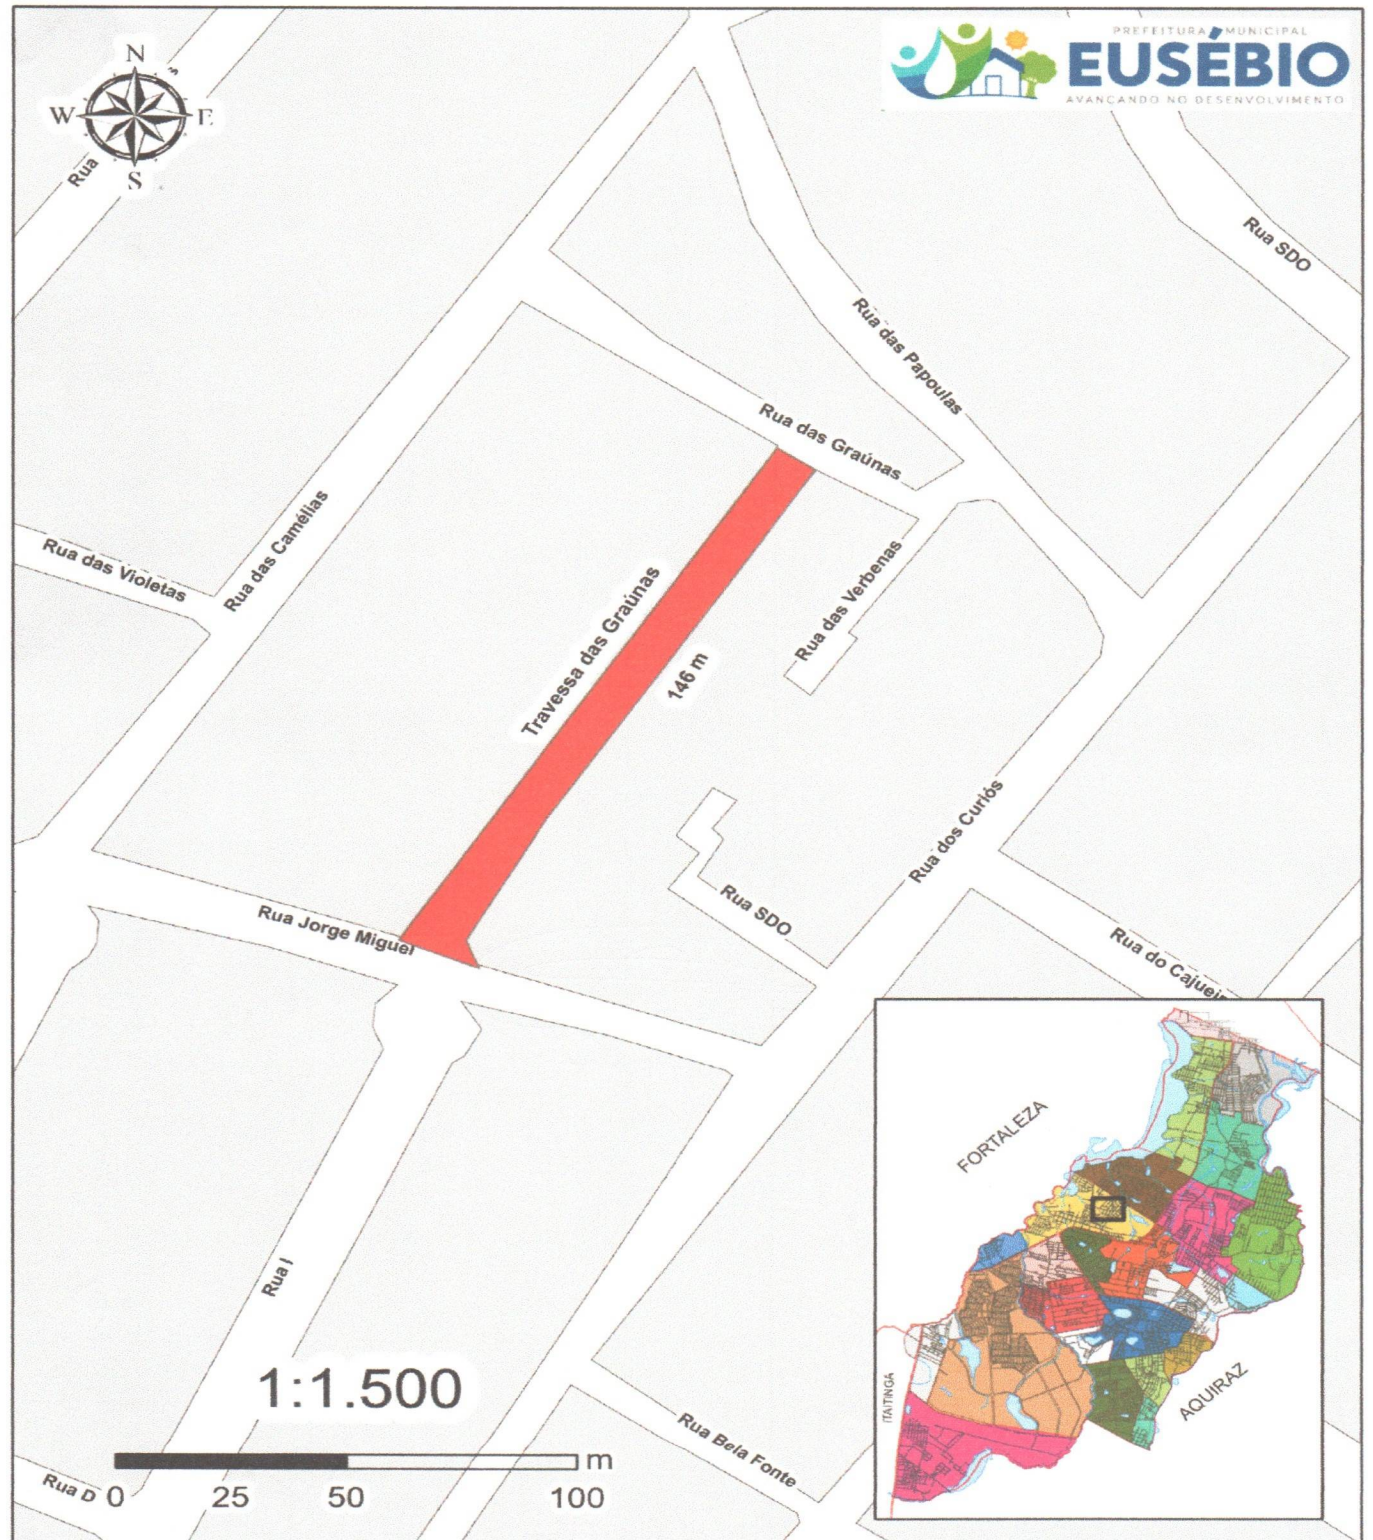 PREFEITURA MUNICIPAL
EUSÉBIO
AVANÇANDO NO DESENVOLVIMENTO
N
W
E
S
Rua
Rua SDO
Rua das Papoulas
Rua das Graúnas
Rua das Camélias
Rua das Violetas
Rua das Verbenas
Travessa das Graúnas
146 m
Rua dos Curiós
Rua SDO
Rua Jorge Miguel
Rua do Cajueir
FORTALEZA
Rua I
1:1.500
ITAITINGA
AQUIRAZ
Rua Bela Fonte
m
Rua D
0 25 50 100